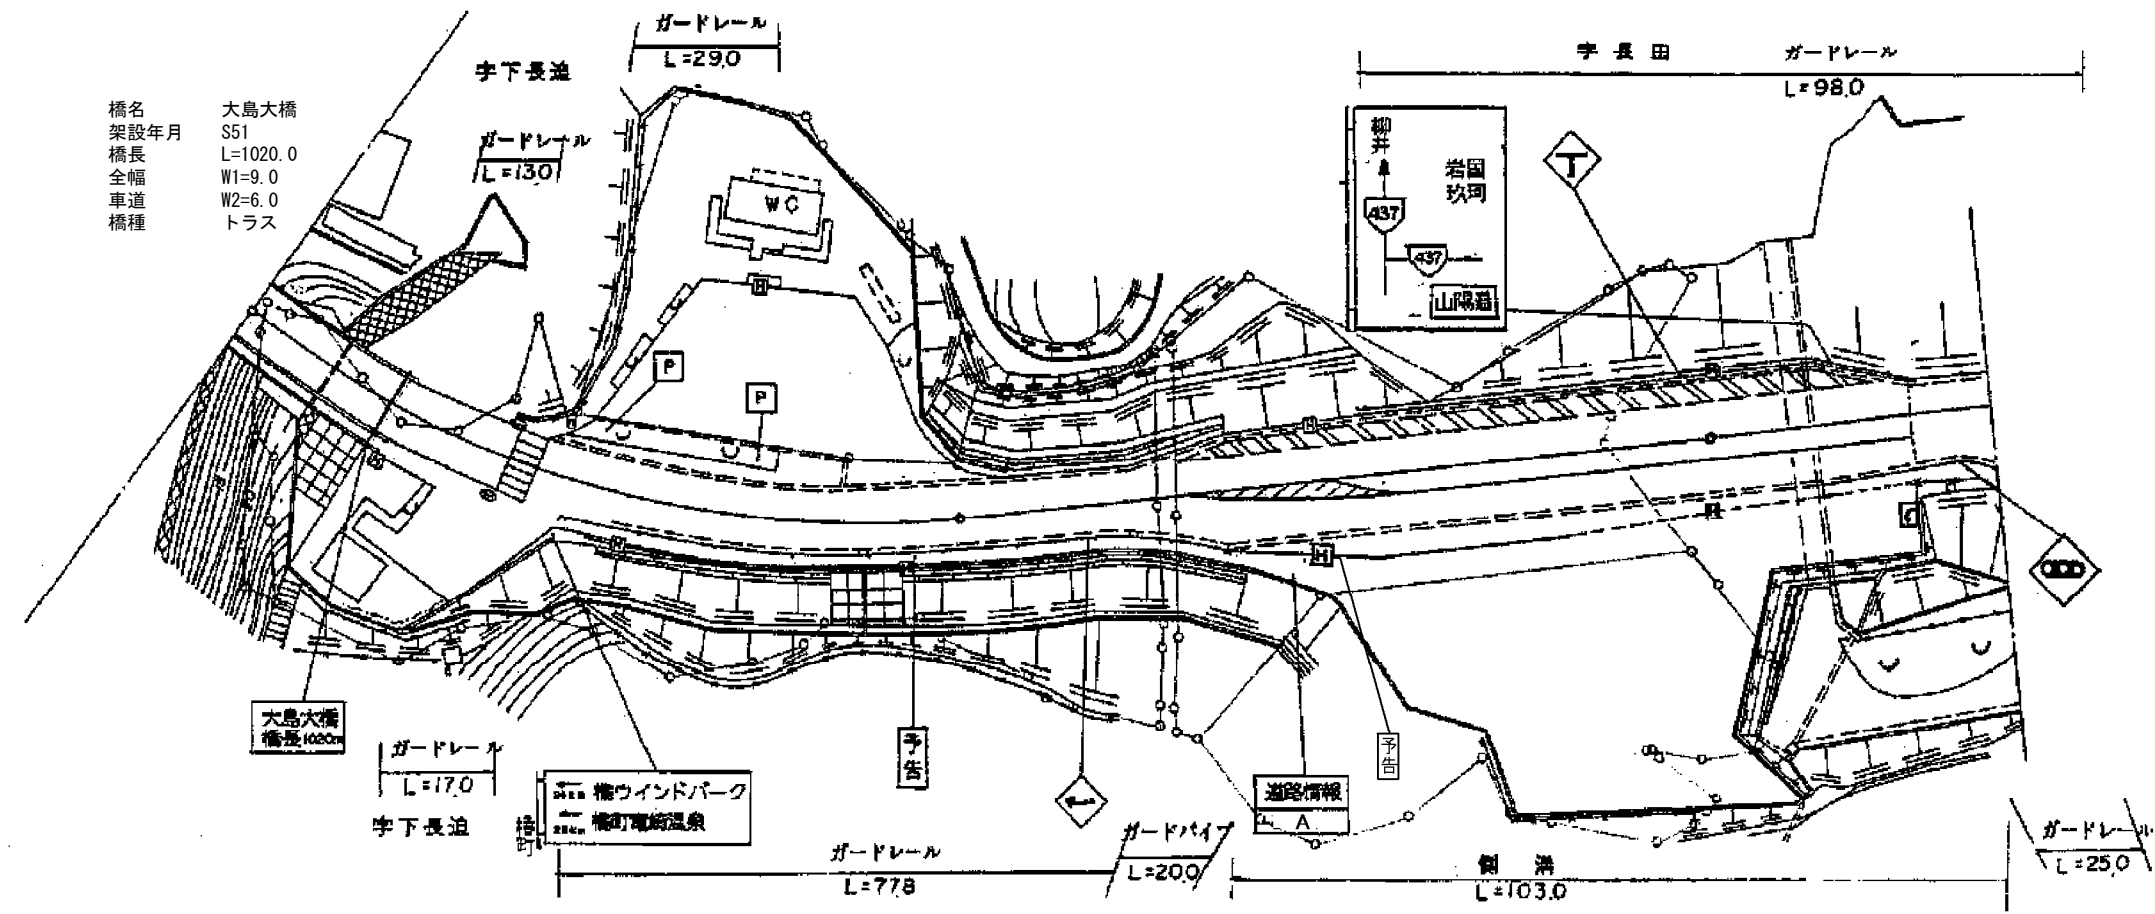 ガードレール
L=29.0
字下長迫
字長田
ガードレール
L=98.0
橋名 大島大橋
架設年月 S51
橋長 L=1020.0
全幅 W1=9.0
車道 W2=6.0
橋種 トラス
ガードレール
L=13.0
WC
H
柳井
岩国
玖珂
437
437
山陽道
T
P
P
H
H
H
H
H
H
大島大橋
橋長1020m
ガードレール
L=17.0
字下長迫
橘ウインドパーク
橘町竜崎温泉
橘町
予告
予告
道路情報
A
ガードレール
L=77.8
ガードパイプ
L=20.0
側溝
L=103.0
ガードレール
L=25.0